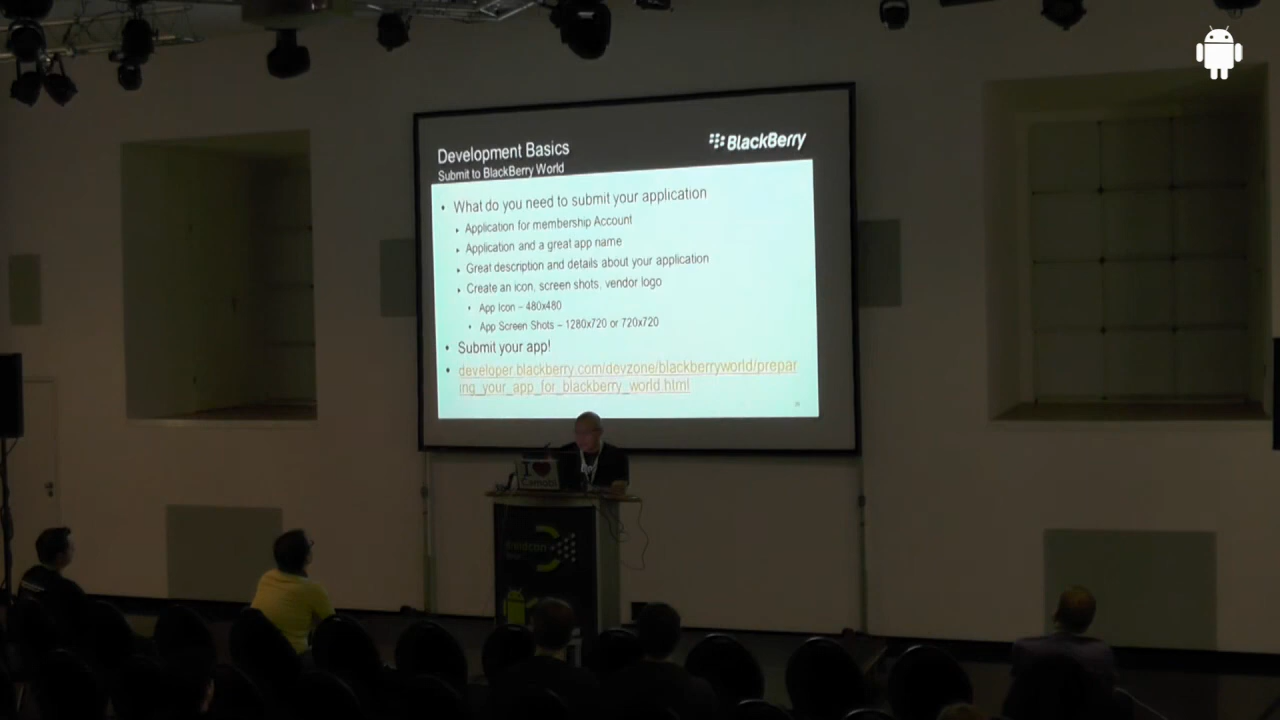 Development Basics
BlackBerry
Submit to BlackBerry World
• What do you need to submit your application
▸ Application for membership Account
▸ Application and a great app name
▸ Great description and details about your application
▸ Create an icon, screen shots, vendor logo
• App Icon – 480x480
• App Screen Shots – 1280x720 or 720x720
• Submit your app!
• developer.blackberry.com/devzone/blackberryworld/prepar
ing_your_app_for_blackberry_world.html
I
droidcon